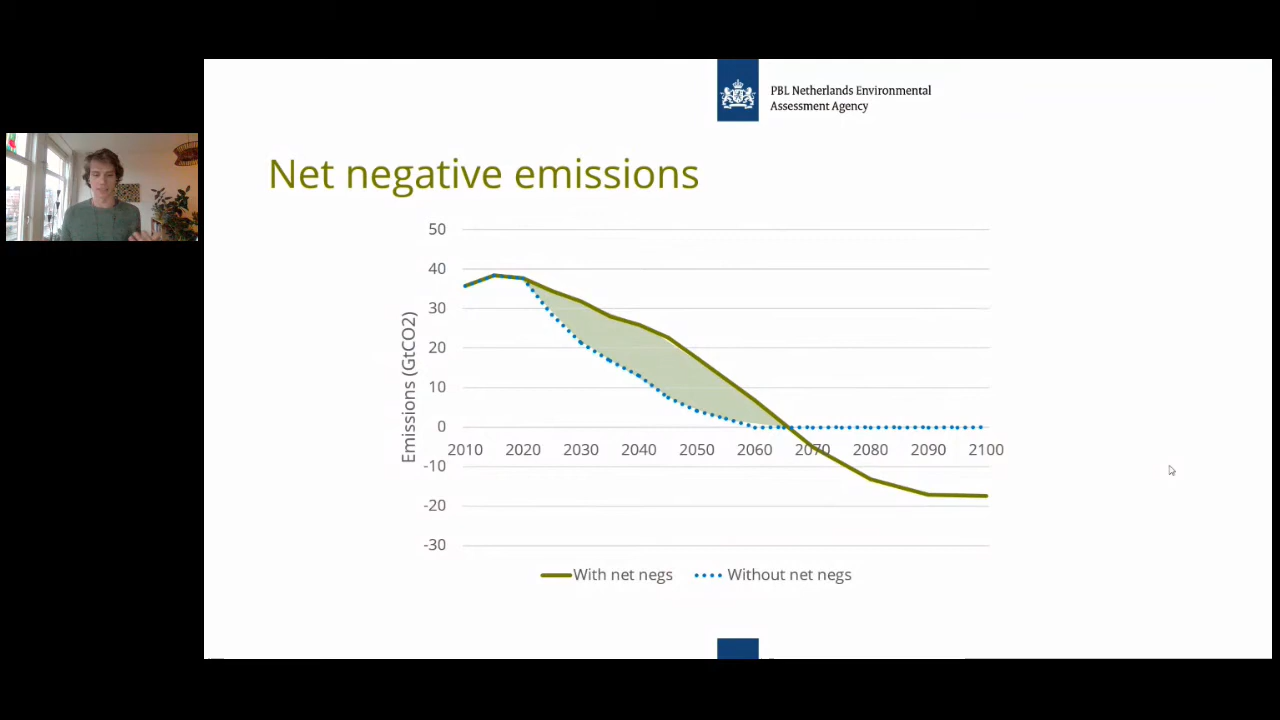 PBL Netherlands Environmental
Assessment Agency
Net negative emissions
50
40
30
20
10
0
-10
-20
-30
Emissions (GtCO2)
2010 2020 2030 2040 2050 2060 2070 2080 2090 2100
With net negs Without net negs